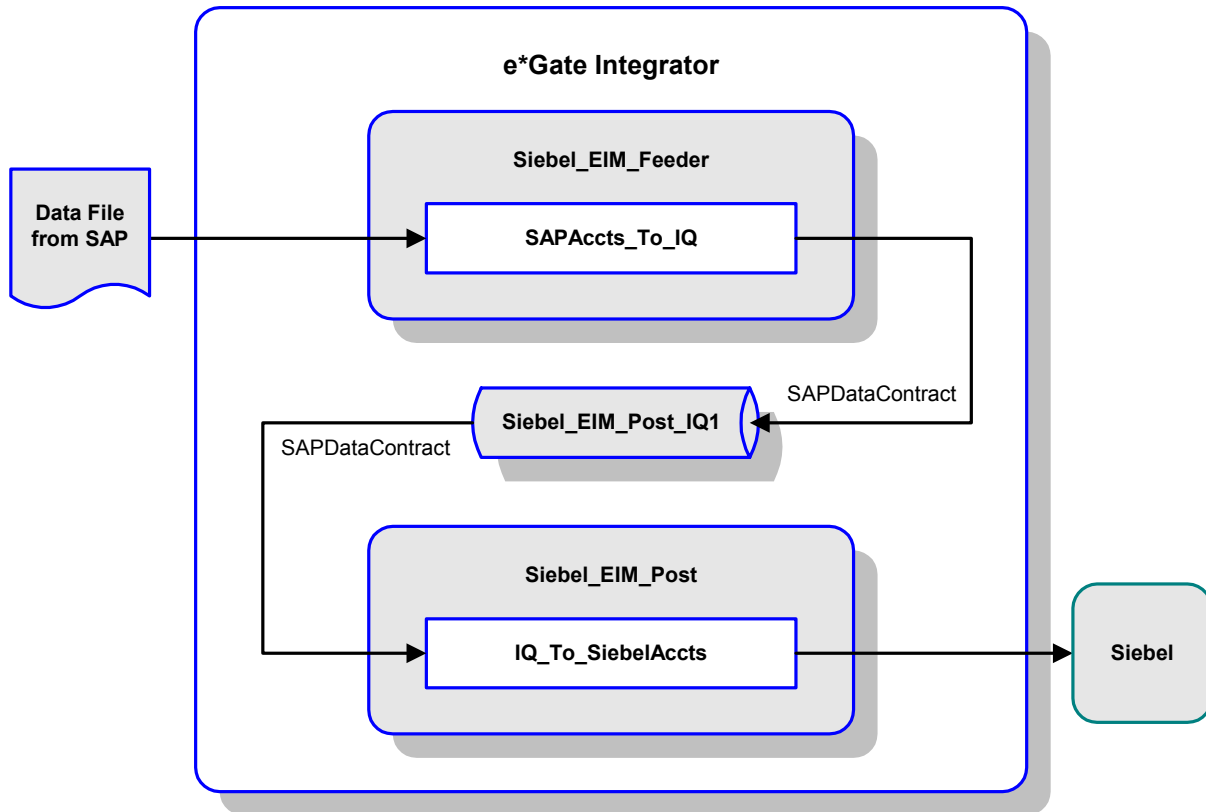 e*Gate Integrator
Siebel_EIM_Feeder
Data File
from SAP
SAPAccts_To_IQ
SAPDataContract
Siebel_EIM_Post_IQ1
SAPDataContract
Siebel_EIM_Post
IQ_To_SiebelAccts
Siebel